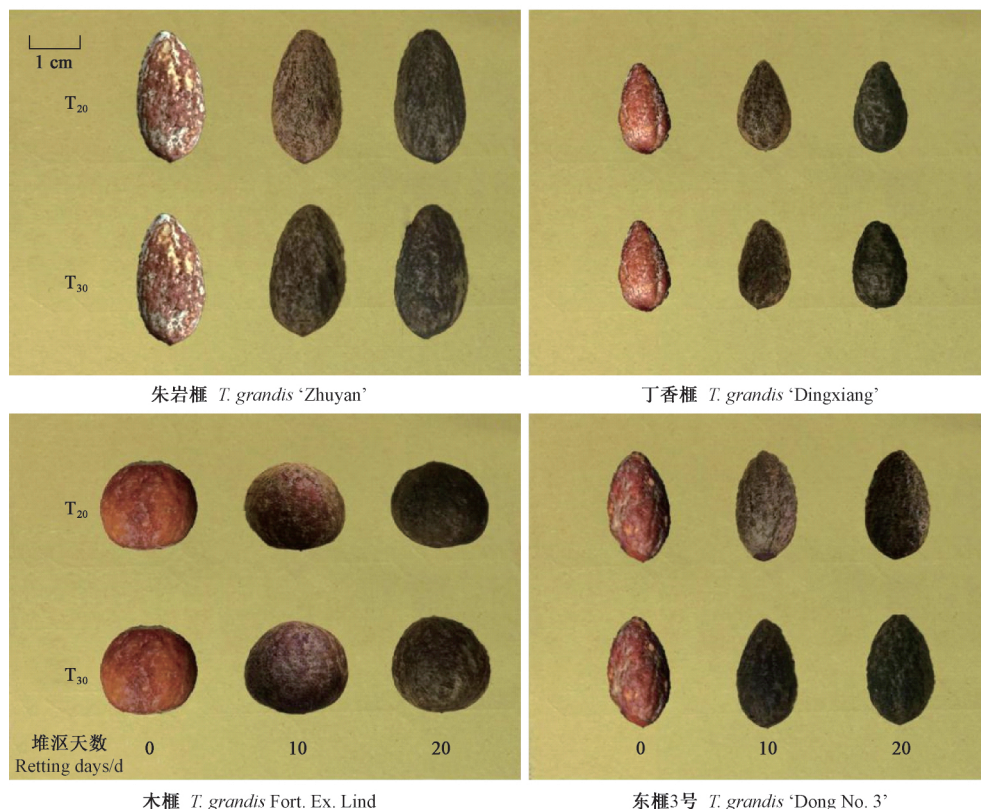 1 cm
T₂₀
T₃₀
朱岩榧 T. grandis ‘Zhuyan’
丁香榧 T. grandis ‘Dingxiang’
T₂₀
T₃₀
堆沤天数 0 10 20 0 10 20
Retting days/d
木榧 T. grandis Fort. Ex. Lind
东榧3号 T. grandis ‘Dong No. 3’